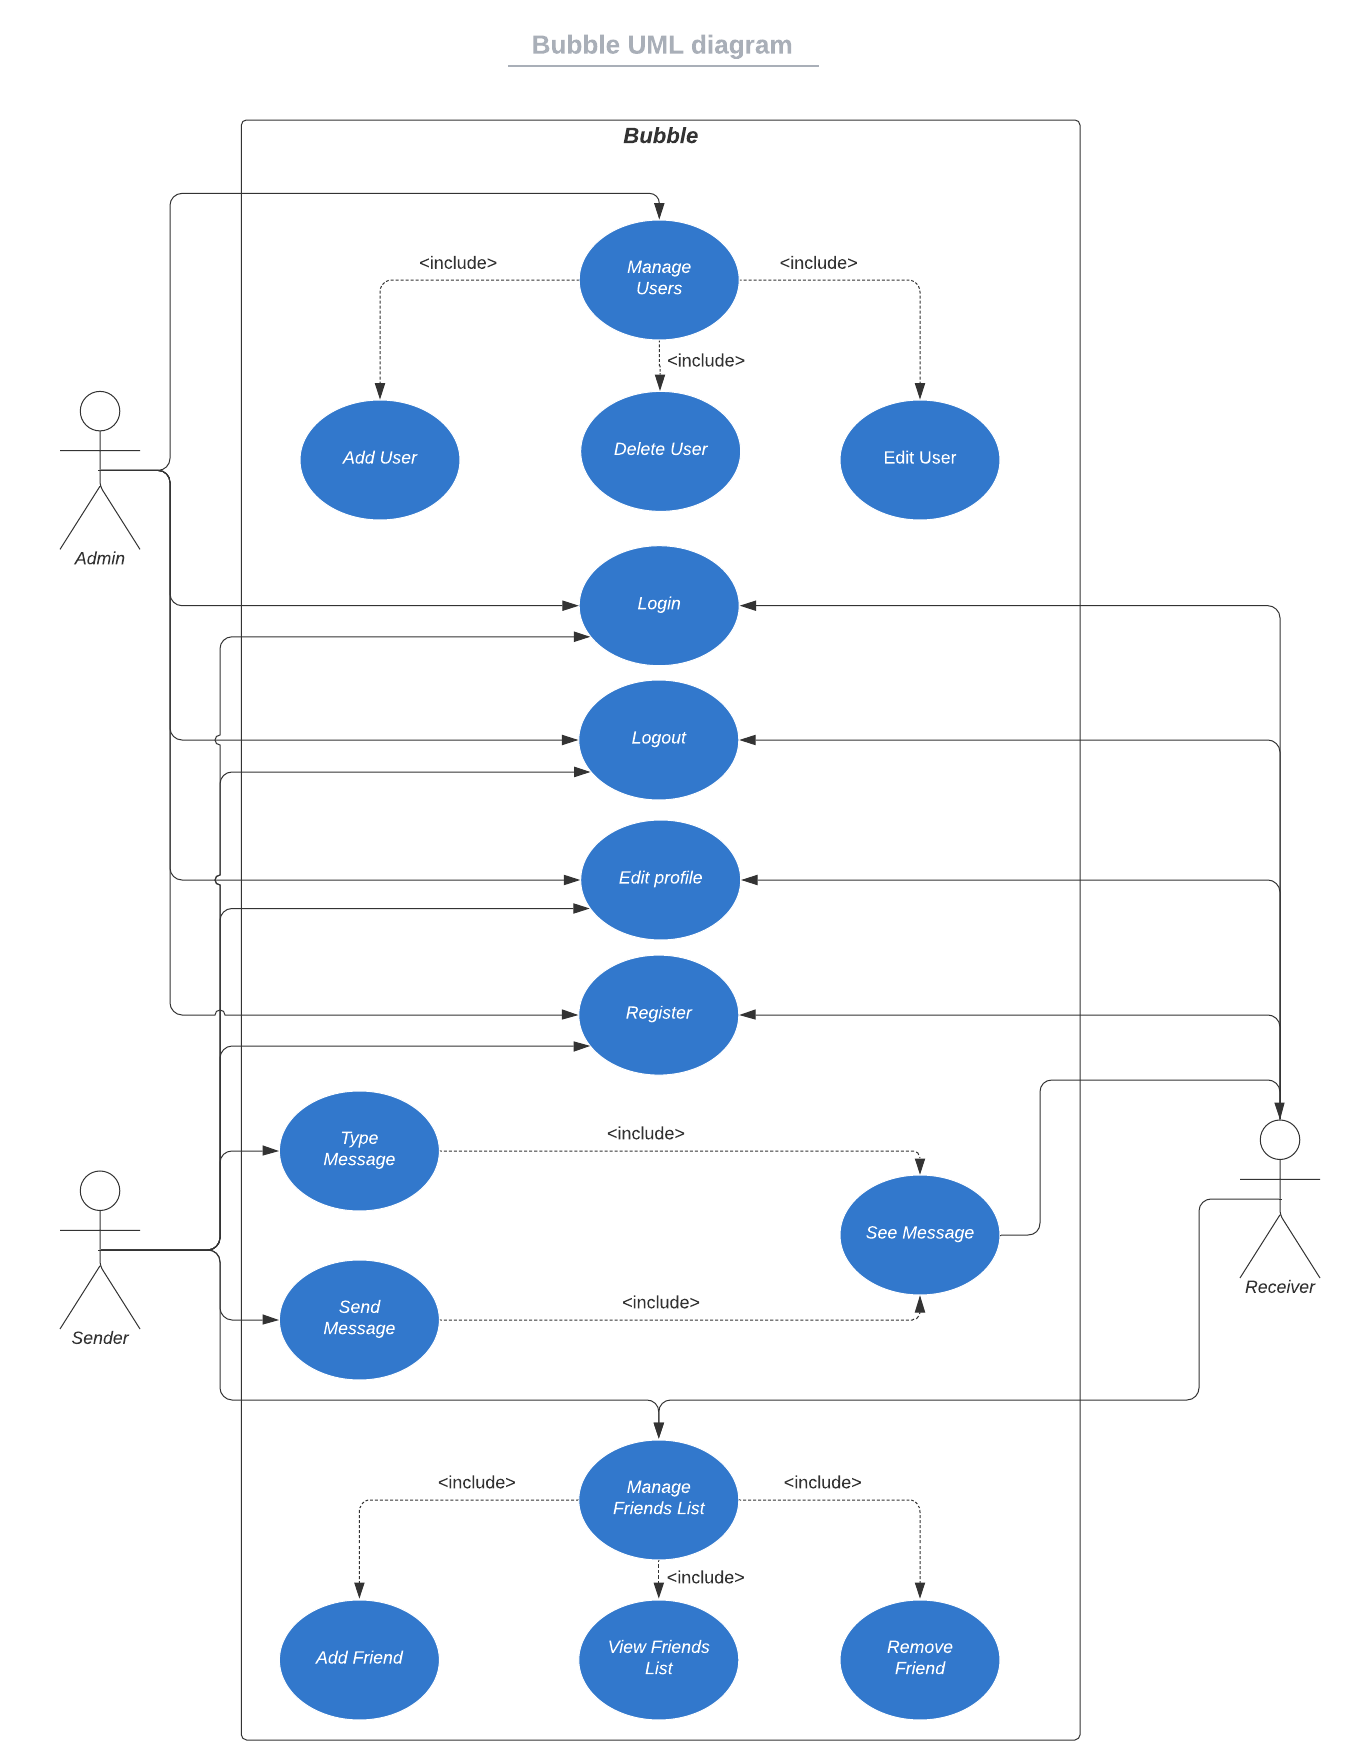 Bubble UML diagram
Bubble
Manage
Users
<include>
<include>
<include>
Add User
Delete User
Edit User
Admin
Login
Logout
Edit profile
Register
Type
Message
<include>
See Message
Send
Message
<include>
Sender
Receiver
Manage
Friends List
<include>
<include>
<include>
Add Friend
View Friends
List
Remove
Friend